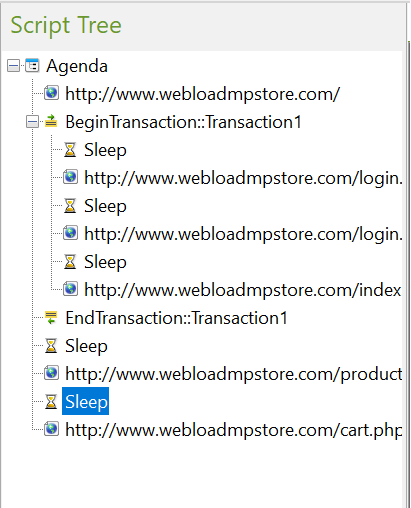 Script Tree
Agenda
http://www.webloadmpstore.com/
BeginTransaction::Transaction1
Sleep
http://www.webloadmpstore.com/login.
Sleep
http://www.webloadmpstore.com/login.
Sleep
http://www.webloadmpstore.com/index
EndTransaction::Transaction1
Sleep
http://www.webloadmpstore.com/product
Sleep
http://www.webloadmpstore.com/cart.php